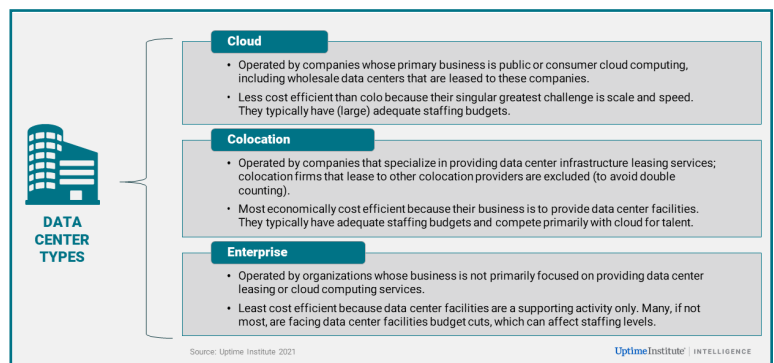 Cloud
• Operated by companies whose primary business is public or consumer cloud computing,
including wholesale data centers that are leased to these companies.
• Less cost efficient than colo because their singular greatest challenge is scale and speed.
They typically have (large) adequate staffing budgets.
Colocation
• Operated by companies that specialize in providing data center infrastructure leasing services;
colocation firms that lease to other colocation providers are excluded (to avoid double
counting).
• Most economically cost efficient because their business is to provide data center facilities.
They typically have adequate staffing budgets and compete primarily with cloud for talent.
DATA
CENTER
TYPES
Enterprise
• Operated by organizations whose business is not primarily focused on providing data center
leasing or cloud computing services.
• Least cost efficient because data center facilities are a supporting activity only. Many, if not
most, are facing data center facilities budget cuts, which can affect staffing levels.
Source: Uptime Institute 2021
UptimeInstitute® | INTELLIGENCE